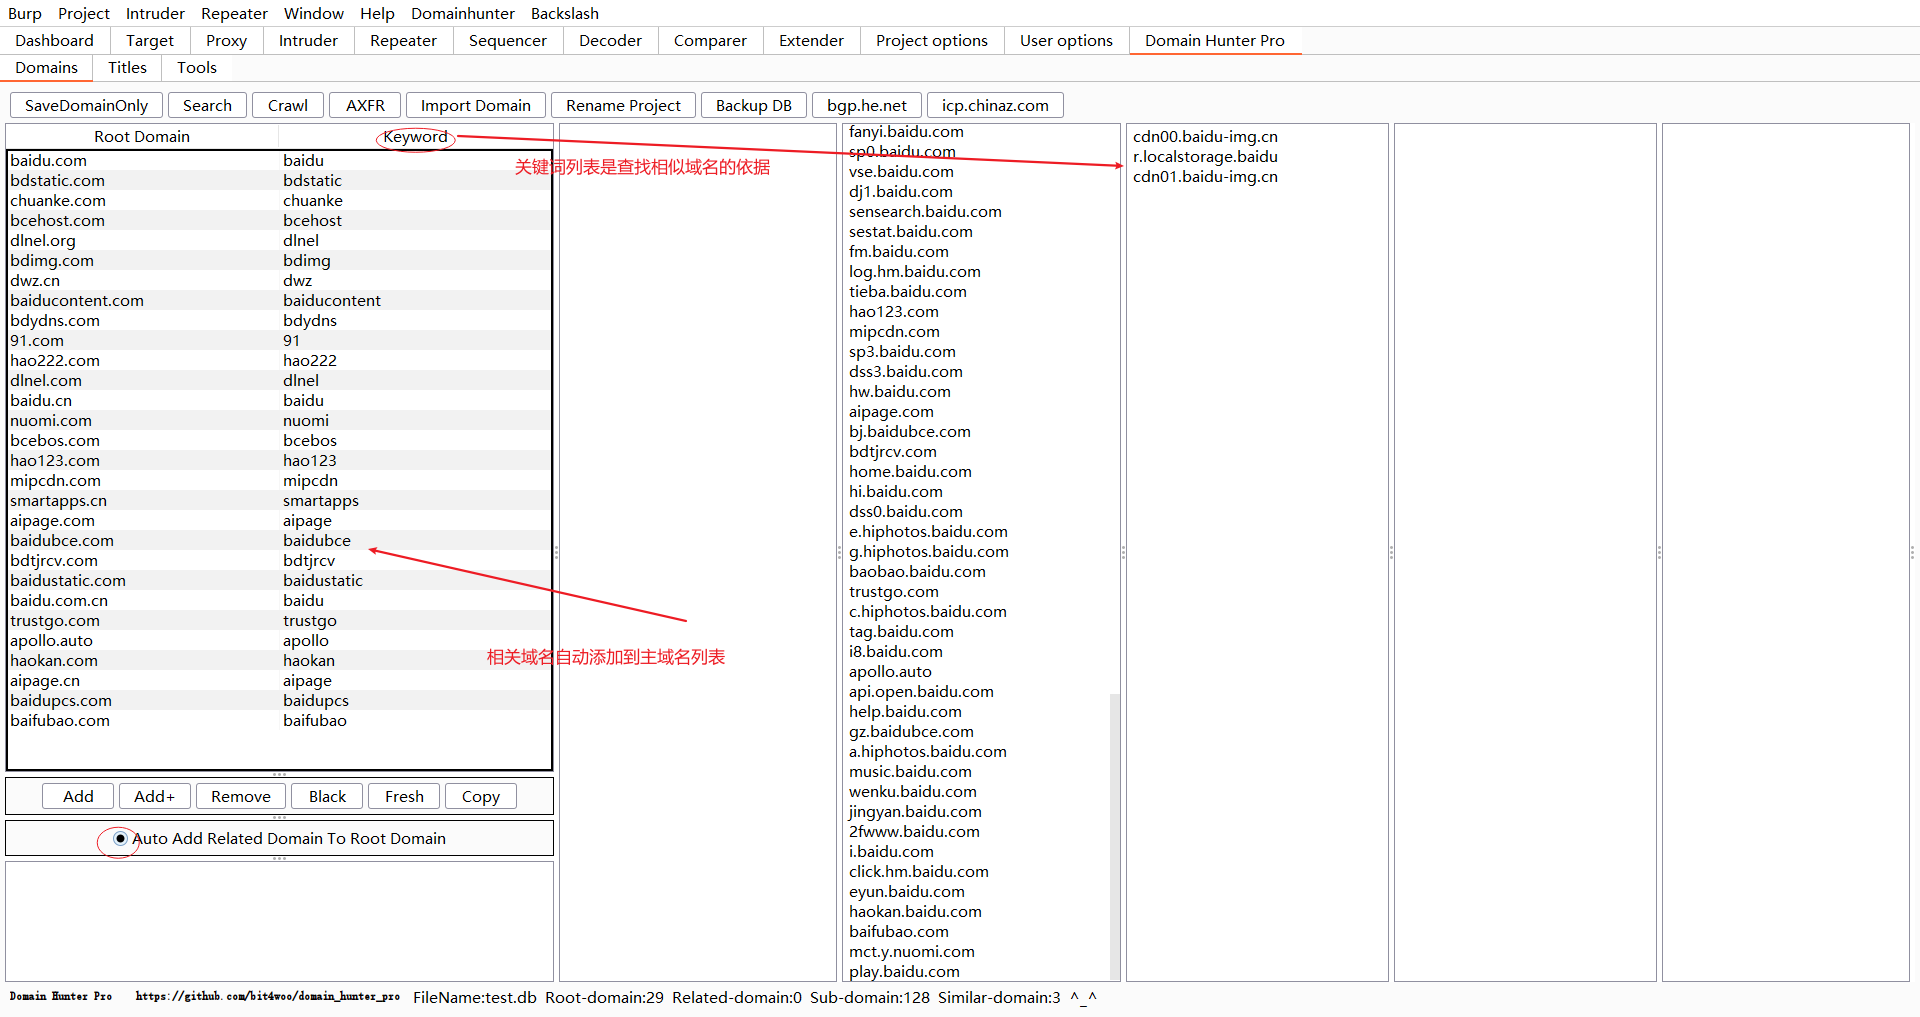 Burp Project Intruder Repeater Window Help Domainhunter Backslash
Dashboard Target Proxy Intruder Repeater Sequencer Decoder Comparer Extender Project options User options Domain Hunter Pro
Domains Titles Tools
SaveDomainOnly Search Crawl AXFR Import Domain Rename Project Backup DB bgp.he.net icp.chinaz.com
Root Domain Keyword
baidu.com baidu
bdstatic.com bdstatic
chuanke.com chuanke
bcehost.com bcehost
dlnel.org dlnel
bdimg.com bdimg
dwz.cn dwz
baiducontent.com baiducontent
bdydns.com bdydns
91.com 91
hao222.com hao222
dlnel.com dlnel
baidu.cn baidu
nuomi.com nuomi
bcebos.com bcebos
hao123.com hao123
mipcdn.com mipcdn
smartapps.cn smartapps
aipage.com aipage
baidubce.com baidubce
bdtjrcv.com bdtjrcv
baidustatic.com baidustatic
baidu.com.cn baidu
trustgo.com trustgo
apollo.auto apollo
haokan.com haokan
aipage.cn aipage
baidupcs.com baidupcs
baifubao.com baifubao
关键词列表是查找相似域名的依据
相关域名自动添加到主域名列表
Add Add+ Remove Black Fresh Copy
Auto Add Related Domain To Root Domain
fanyi.baidu.com
sp0.baidu.com
vse.baidu.com
dj1.baidu.com
sensearch.baidu.com
sestat.baidu.com
fm.baidu.com
log.hm.baidu.com
tieba.baidu.com
hao123.com
mipcdn.com
sp3.baidu.com
dss3.baidu.com
hw.baidu.com
aipage.com
bj.baidubce.com
bdtjrcv.com
home.baidu.com
hi.baidu.com
dss0.baidu.com
e.hiphotos.baidu.com
g.hiphotos.baidu.com
baobao.baidu.com
trustgo.com
c.hiphotos.baidu.com
tag.baidu.com
i8.baidu.com
apollo.auto
api.open.baidu.com
help.baidu.com
gz.baidubce.com
a.hiphotos.baidu.com
music.baidu.com
wenku.baidu.com
jingyan.baidu.com
2fwww.baidu.com
i.baidu.com
click.hm.baidu.com
eyun.baidu.com
haokan.baidu.com
baifubao.com
mct.y.nuomi.com
play.baidu.com
cdn00.baidu-img.cn
r.localstorage.baidu
cdn01.baidu-img.cn
Domain Hunter Pro https://github.com/bit4woo/domain_hunter_pro FileName:test.db Root-domain:29 Related-domain:0 Sub-domain:128 Similar-domain:3 ^_^